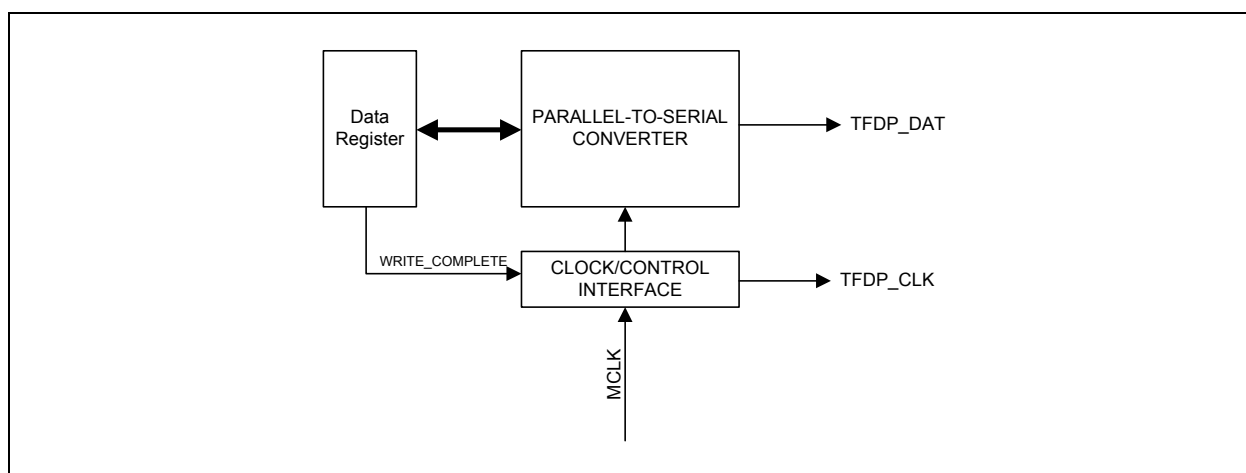 Data
Register
PARALLEL-TO-SERIAL
CONVERTER
TFDP_DAT
WRITE_COMPLETE
CLOCK/CONTROL
INTERFACE
TFDP_CLK
MCLK